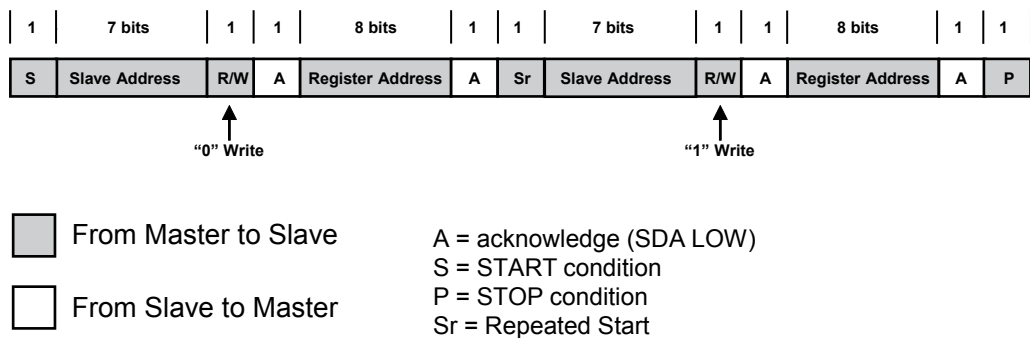 1 7 bits 1 1 8 bits 1 1 7 bits 1 1 8 bits 1 1
S Slave Address R/W A Register Address A Sr Slave Address R/W A Register Address A P
“0” Write “1” Write
From Master to Slave
From Slave to Master
A = acknowledge (SDA LOW)
S = START condition
P = STOP condition
Sr = Repeated Start